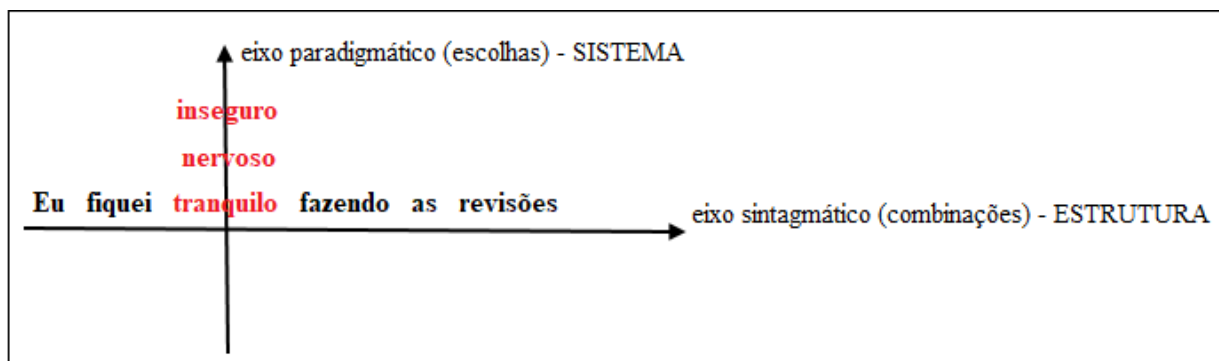 eixo paradigmático (escolhas) - SISTEMA
inseguro
nervoso
Eu fiquei tranquilo fazendo as revisões
eixo sintagmático (combinações) - ESTRUTURA